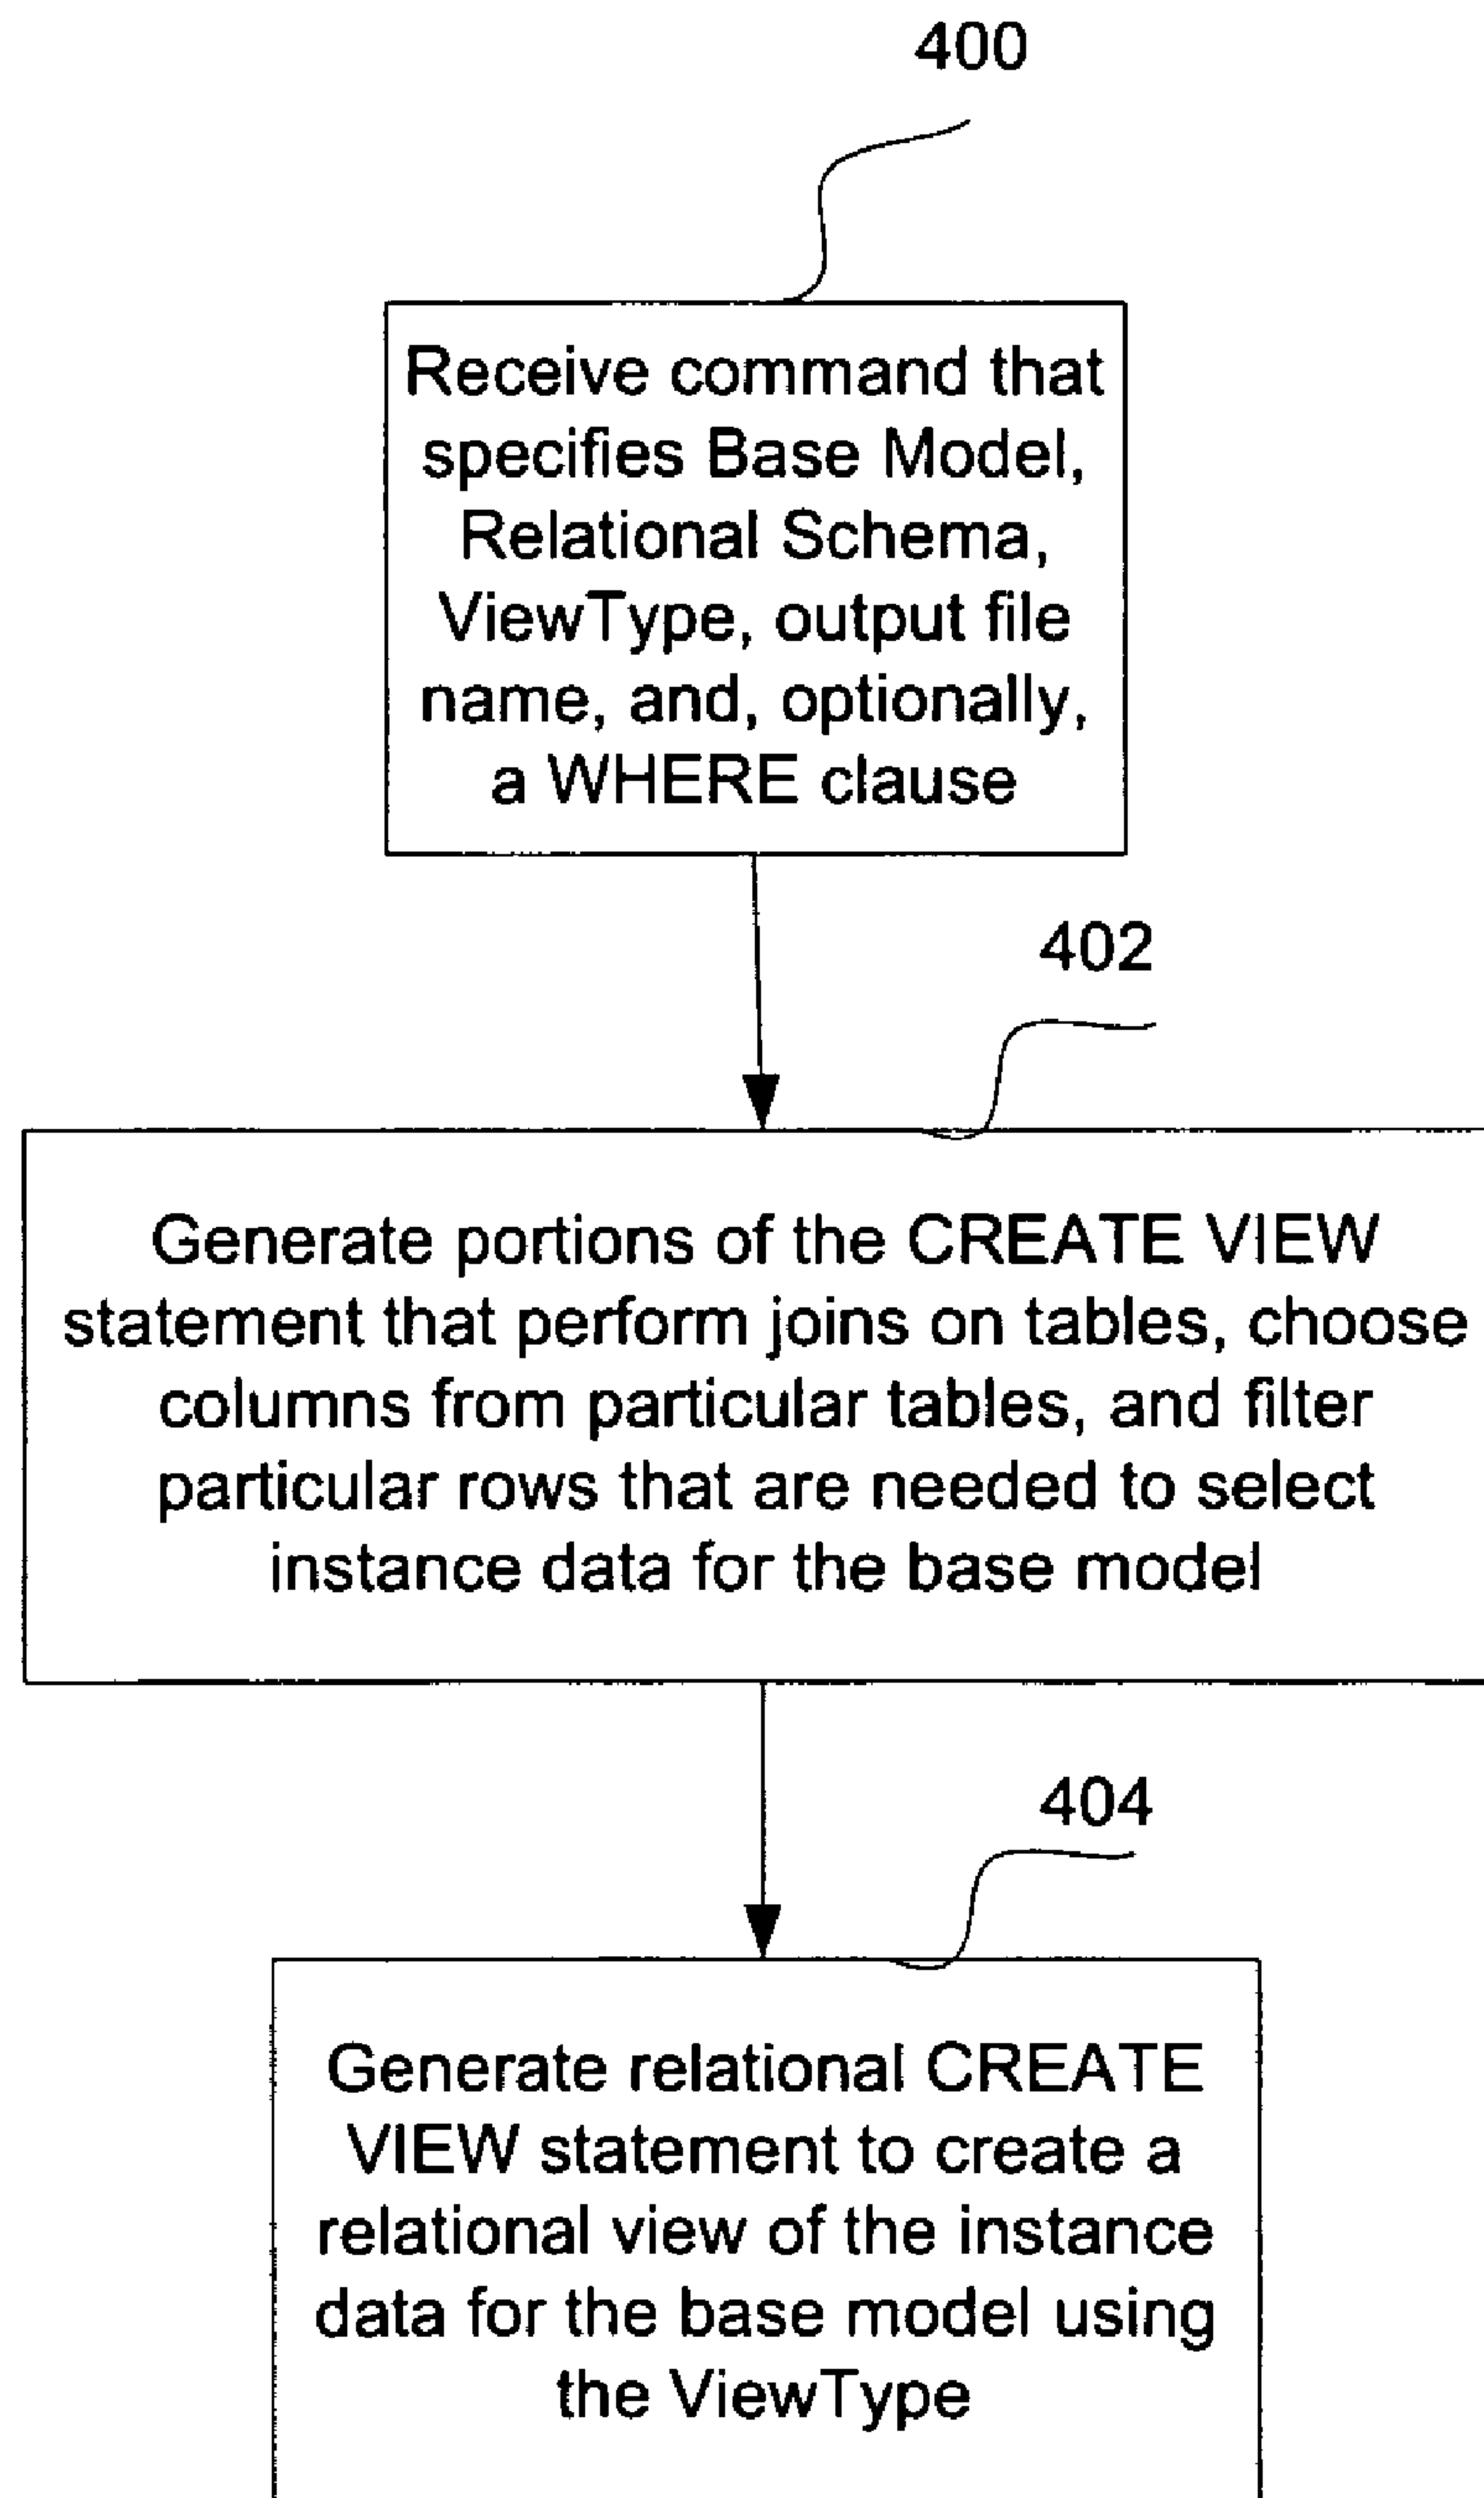 400
Receive command that
specifies Base Model,
Relational Schema,
ViewType, output file
name, and, optionally,
a WHERE clause
402
Generate portions of the CREATE VIEW
statement that perform joins on tables, choose
columns from particular tables, and filter
particular rows that are needed to select
instance data for the base model
404
Generate relational CREATE
VIEW statement to create a
relational view of the instance
data for the base model using
the ViewType